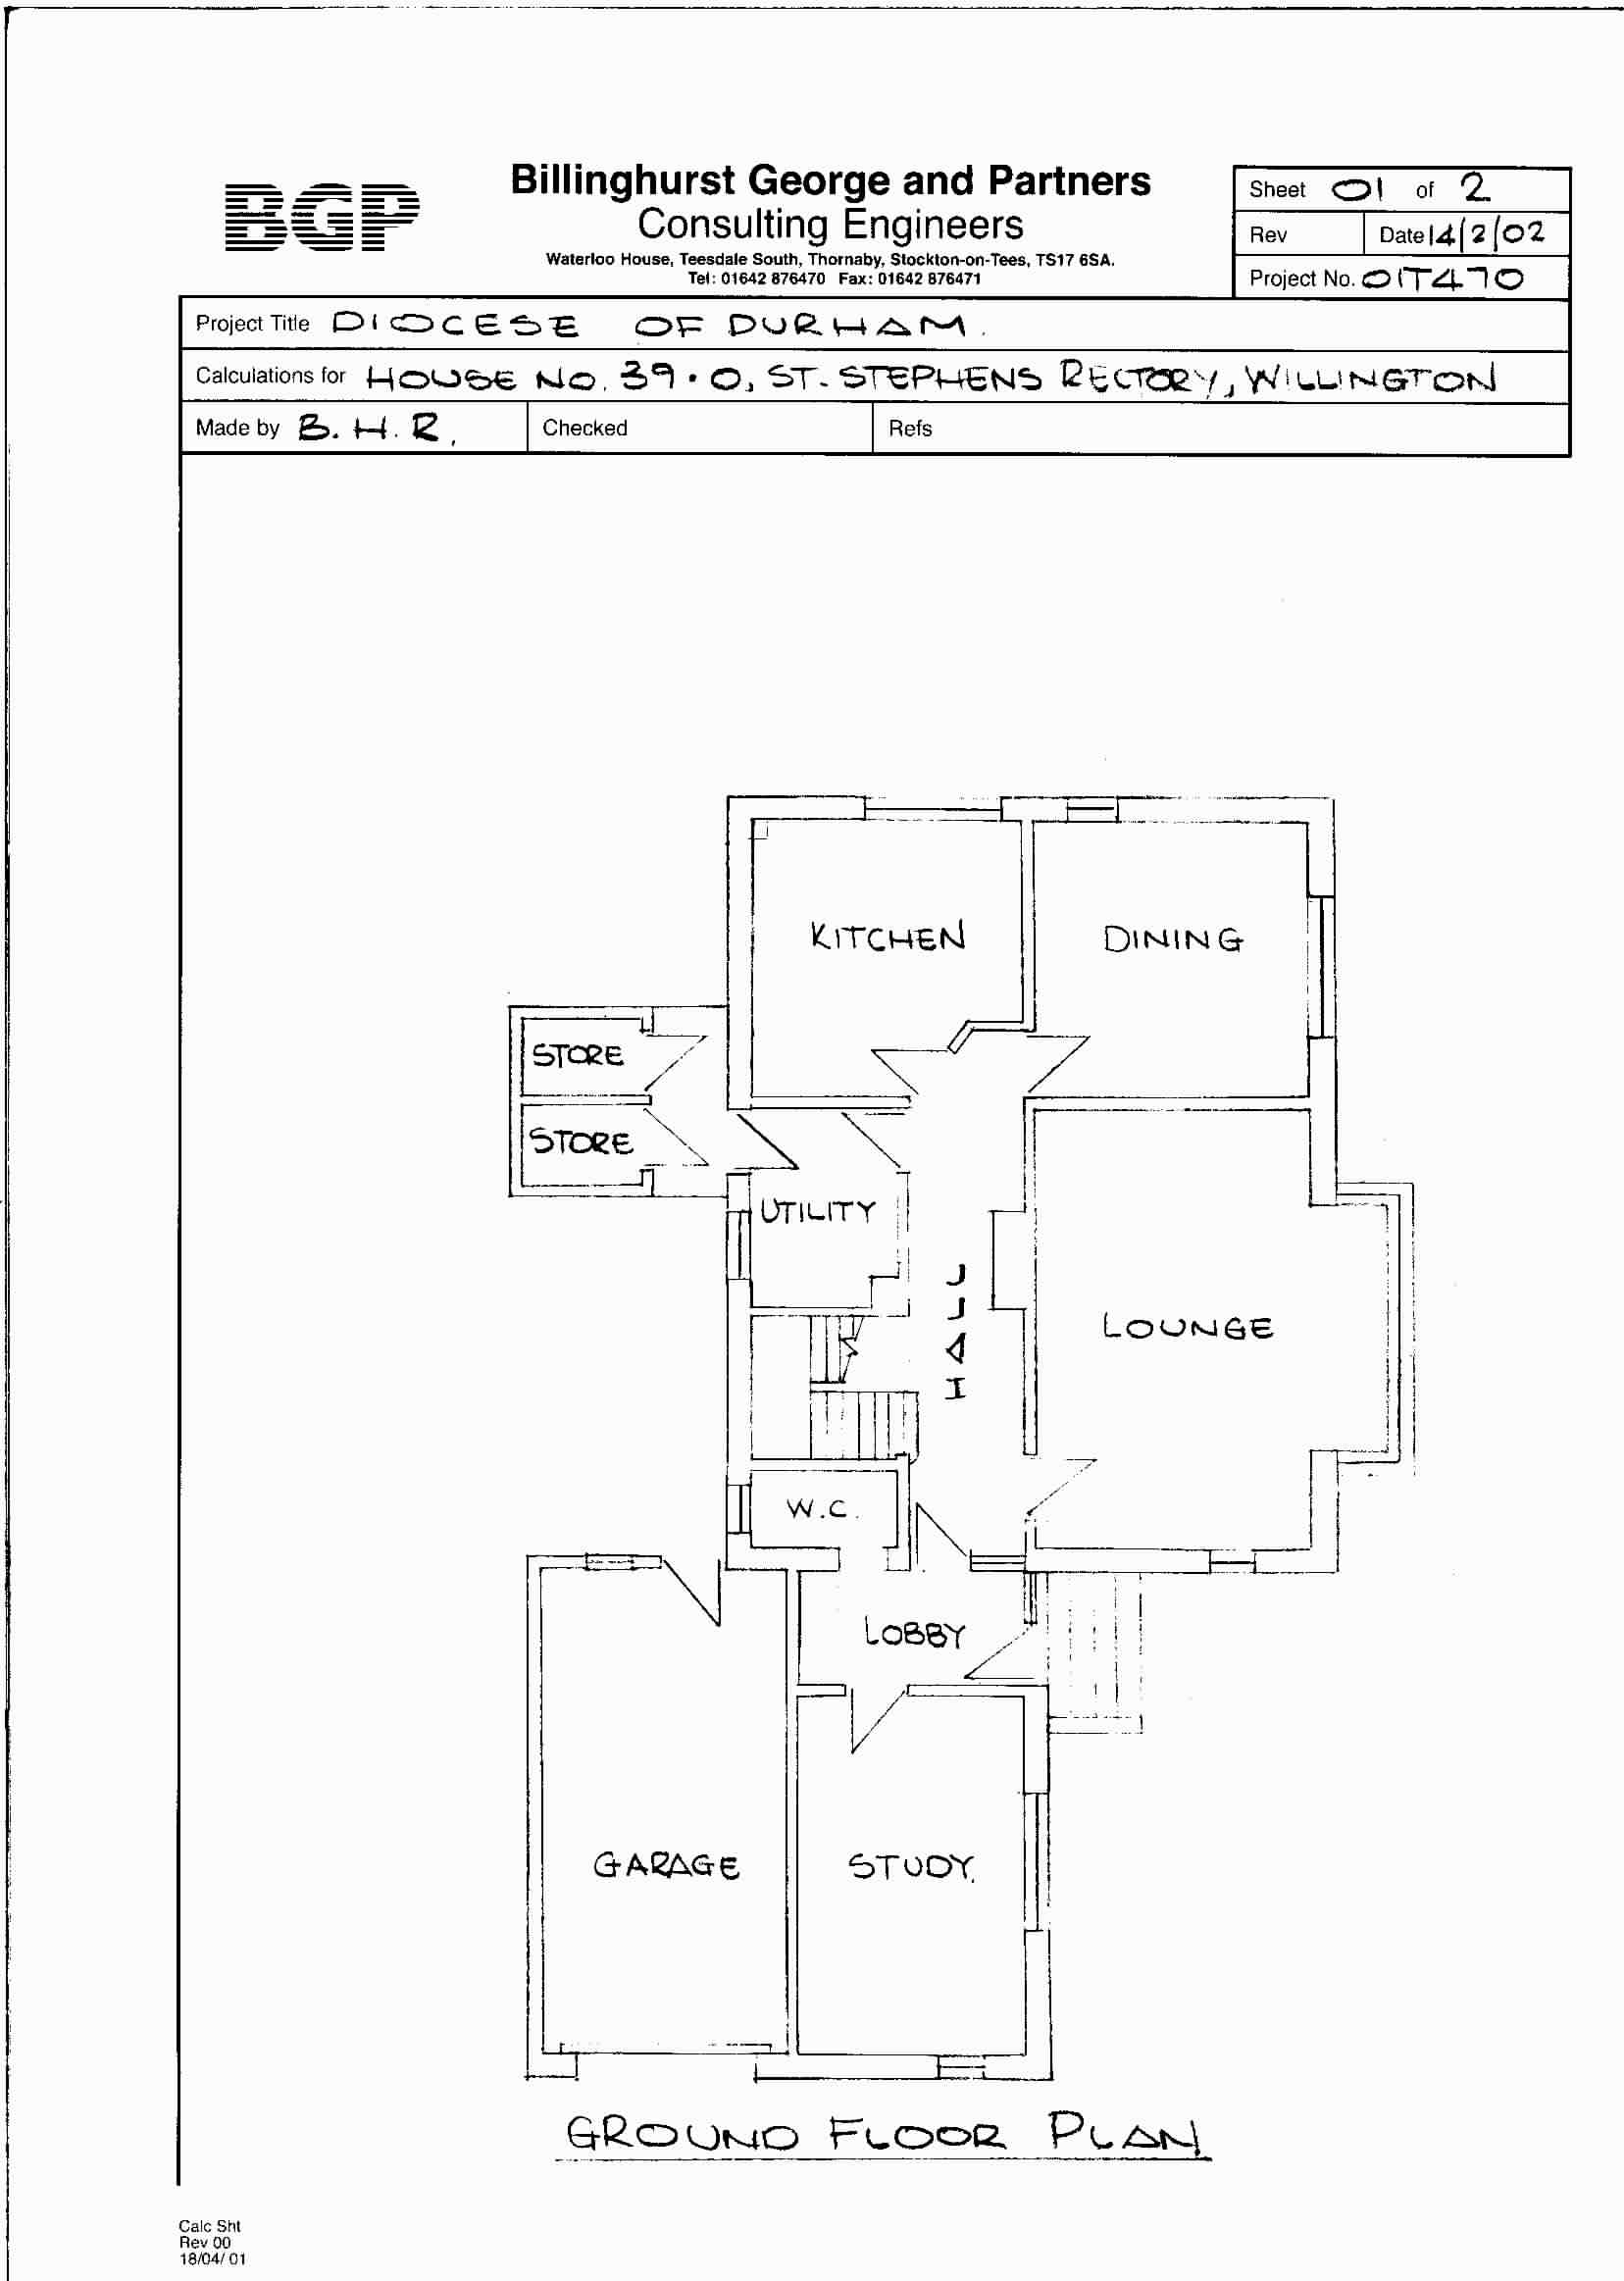 BGP
Billinghurst George and Partners
Consulting Engineers
Waterloo House, Teesdale South, Thornaby, Stockton-on-Tees, TS17 6SA.
Tel: 01642 876470 Fax: 01642 876471
Sheet 01 of 2
Rev Date 14/2/02
Project No. 01T470
Project Title DIOCESE OF DURHAM.
Calculations for HOUSE NO. 39.0, ST. STEPHENS RECTORY, WILLINGTON
Made by B.H.R. Checked Refs
KITCHEN
DINING
STORE
STORE
UTILITY
HALL
LOUNGE
W.C.
LOBBY
GARAGE
STUDY.
GROUND FLOOR PLAN
Calc Sht
Rev 00
18/04/01